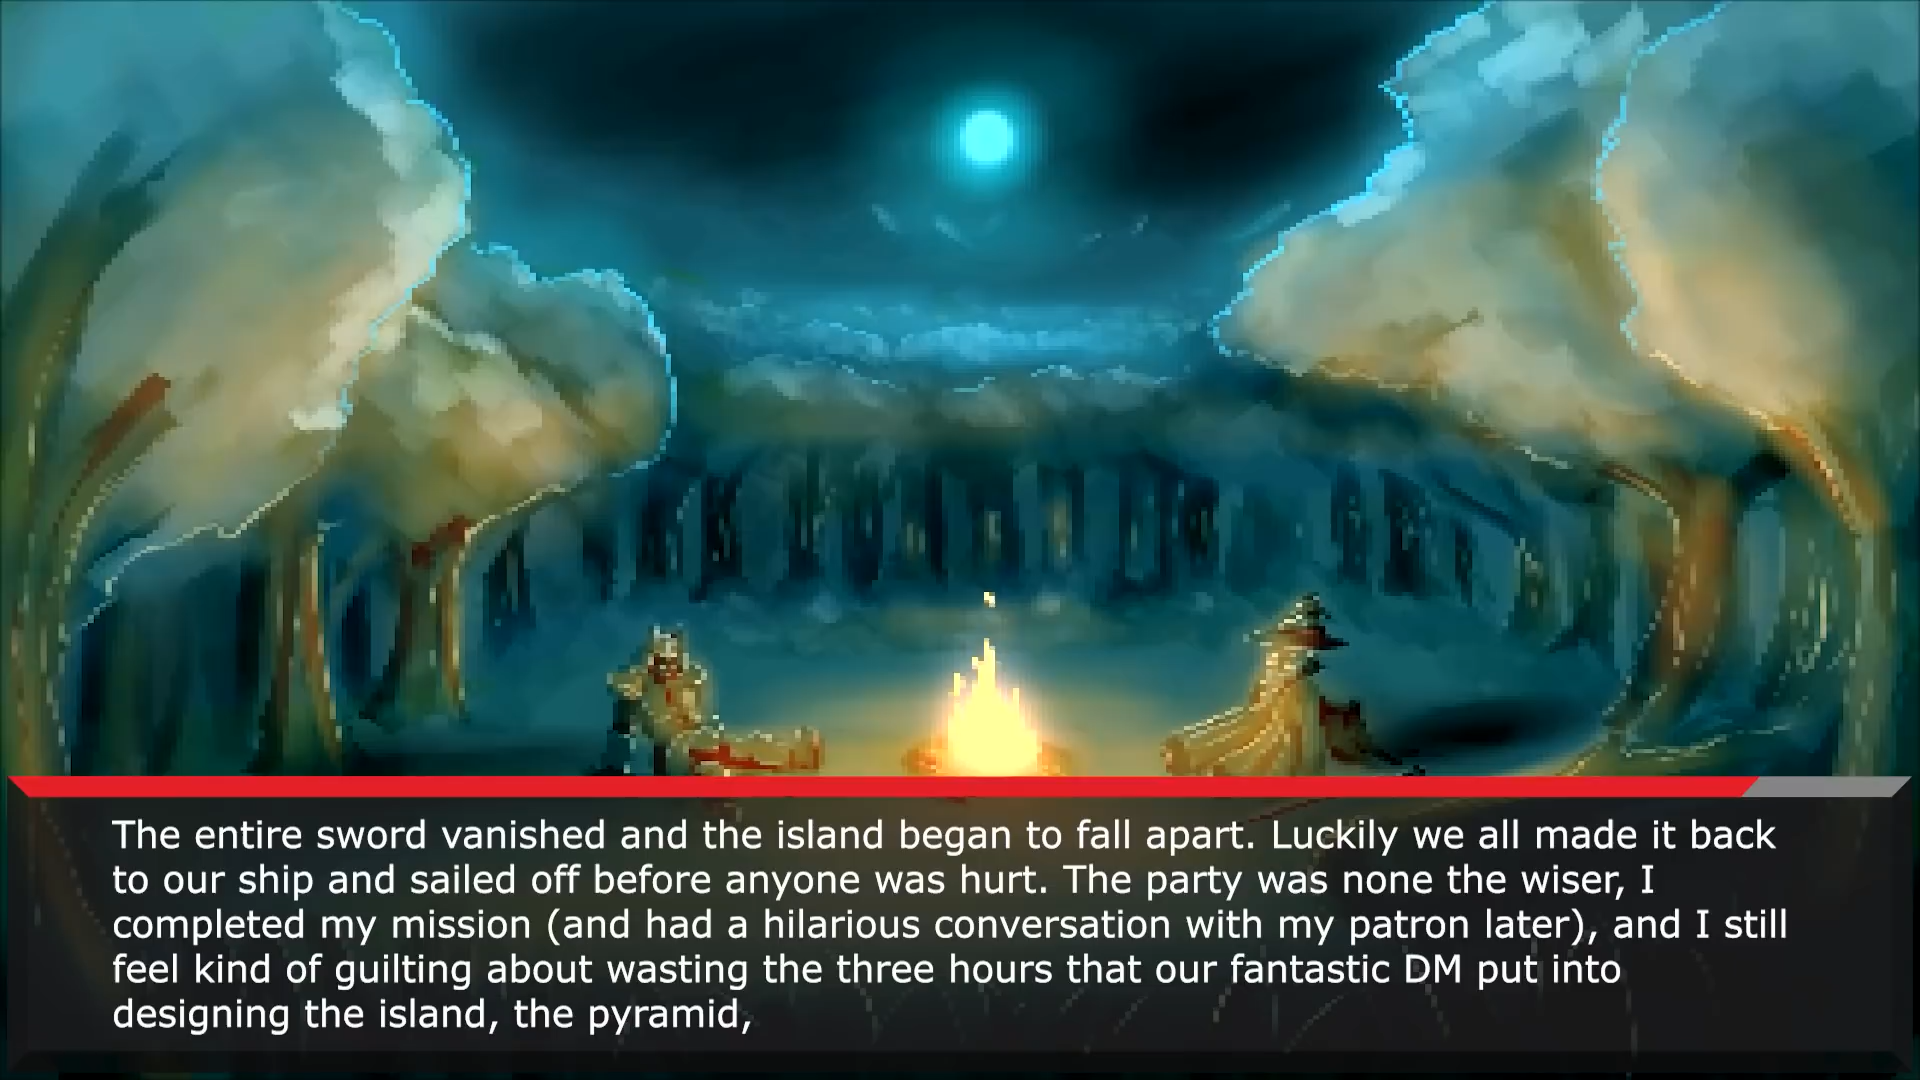 The entire sword vanished and the island began to fall apart. Luckily we all made it back
to our ship and sailed off before anyone was hurt. The party was none the wiser, I
completed my mission (and had a hilarious conversation with my patron later), and I still
feel kind of guilting about wasting the three hours that our fantastic DM put into
designing the island, the pyramid,